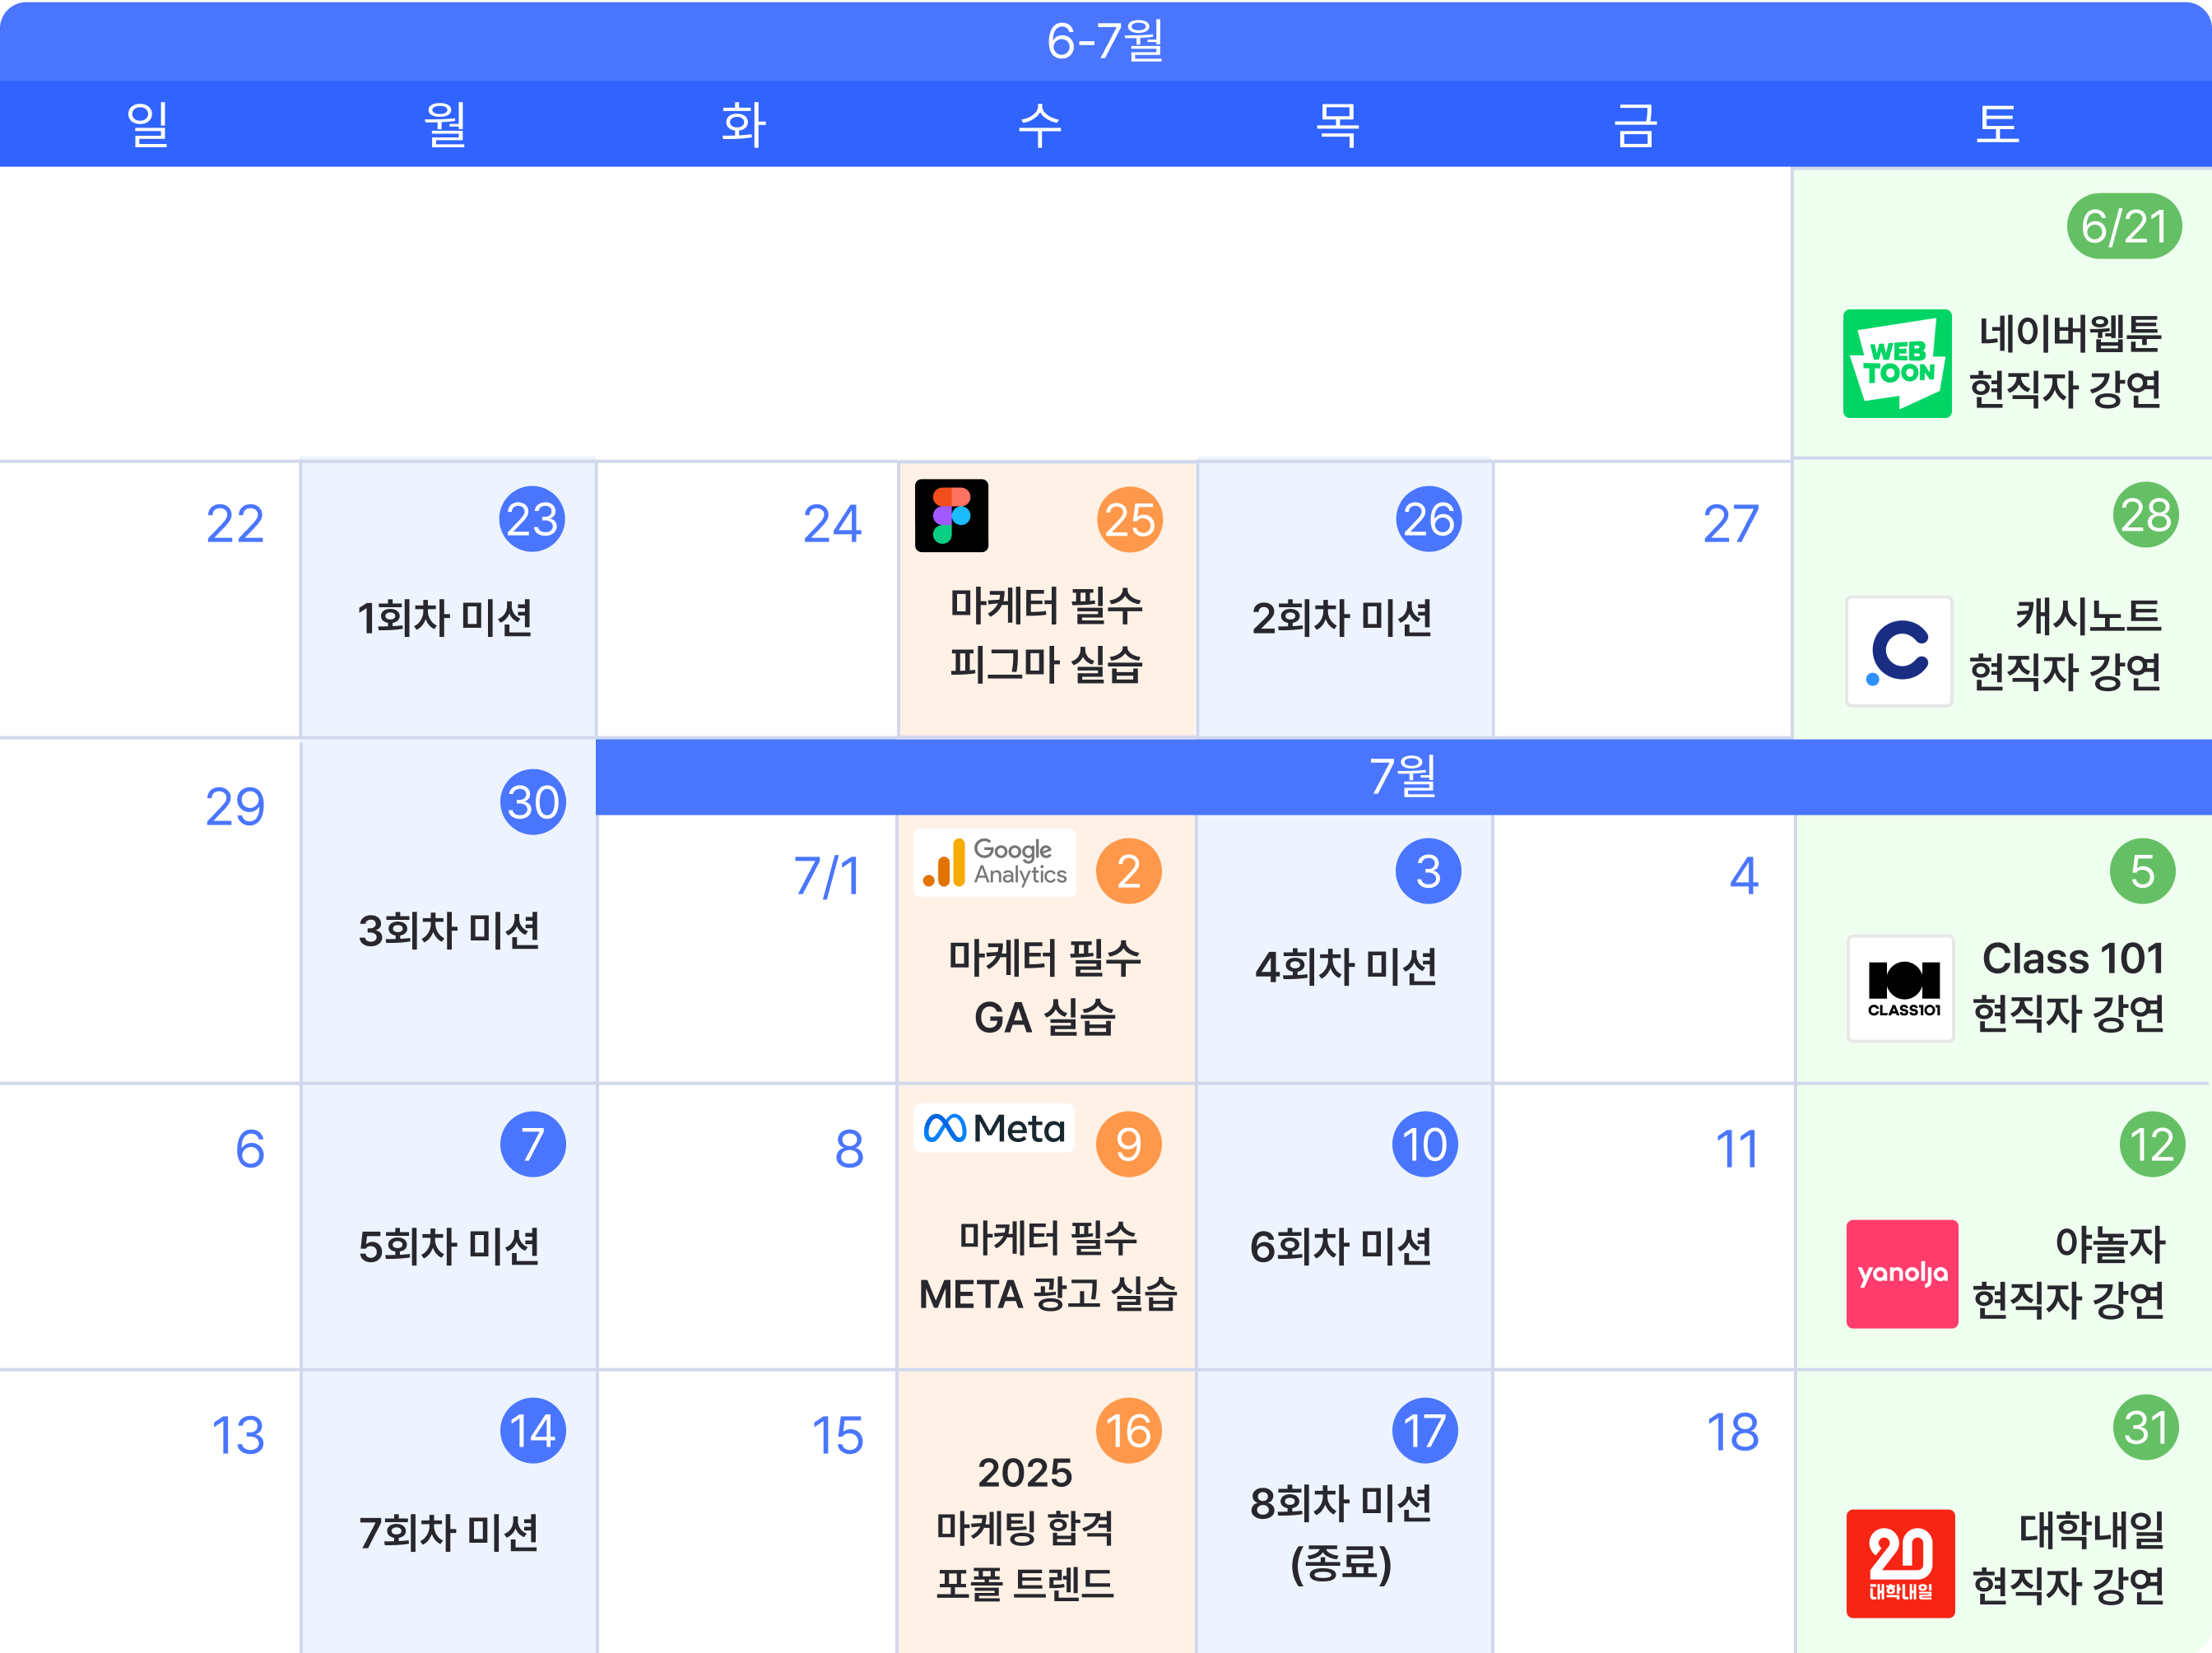 6-7월
일 월 화 수 목 금 토
6/21
WEB
TOON
네이버웹툰
현직자 강연
22 23 24 25 26 27 28
1회차 미션
마케터 필수
피그마 실습
2회차 미션
캐시노트
현직자 강연
7월
29 30 7/1 2 3 4 5
3회차 미션
Google
Analytics
마케터 필수
GA 실습
4회차 미션
CLASS101
Class 101
현직자 강연
6 7 8 9 10 11 12
5회차 미션
Meta
마케터 필수
META 광고 실습
6회차 미션
yanolja
야놀자
현직자 강연
13 14 15 16 17 18 31
7회차 미션
2025
마케팅 취업
플랫폼 트렌드
8회차 미션
(종료)
20
대학내일
대학내일
현직자 강연